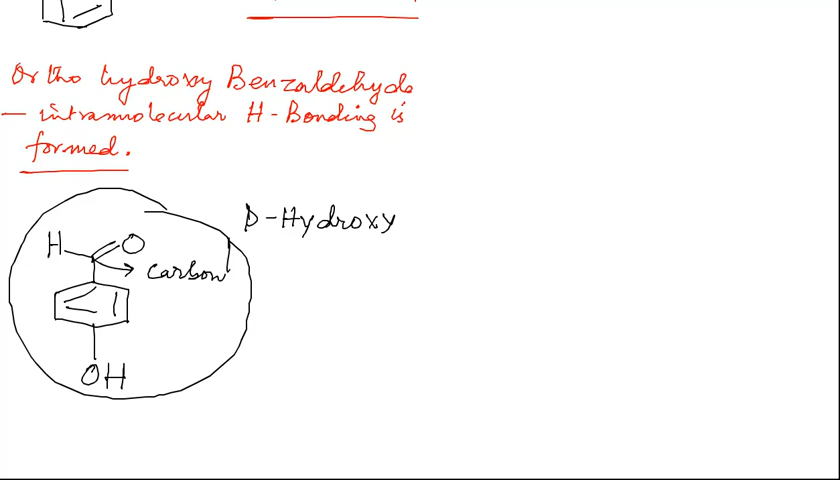 Ortho hydroxy Benzaldehyde
— intramolecular H-Bonding is
formed.
p-Hydroxy
H O
carbon
OH